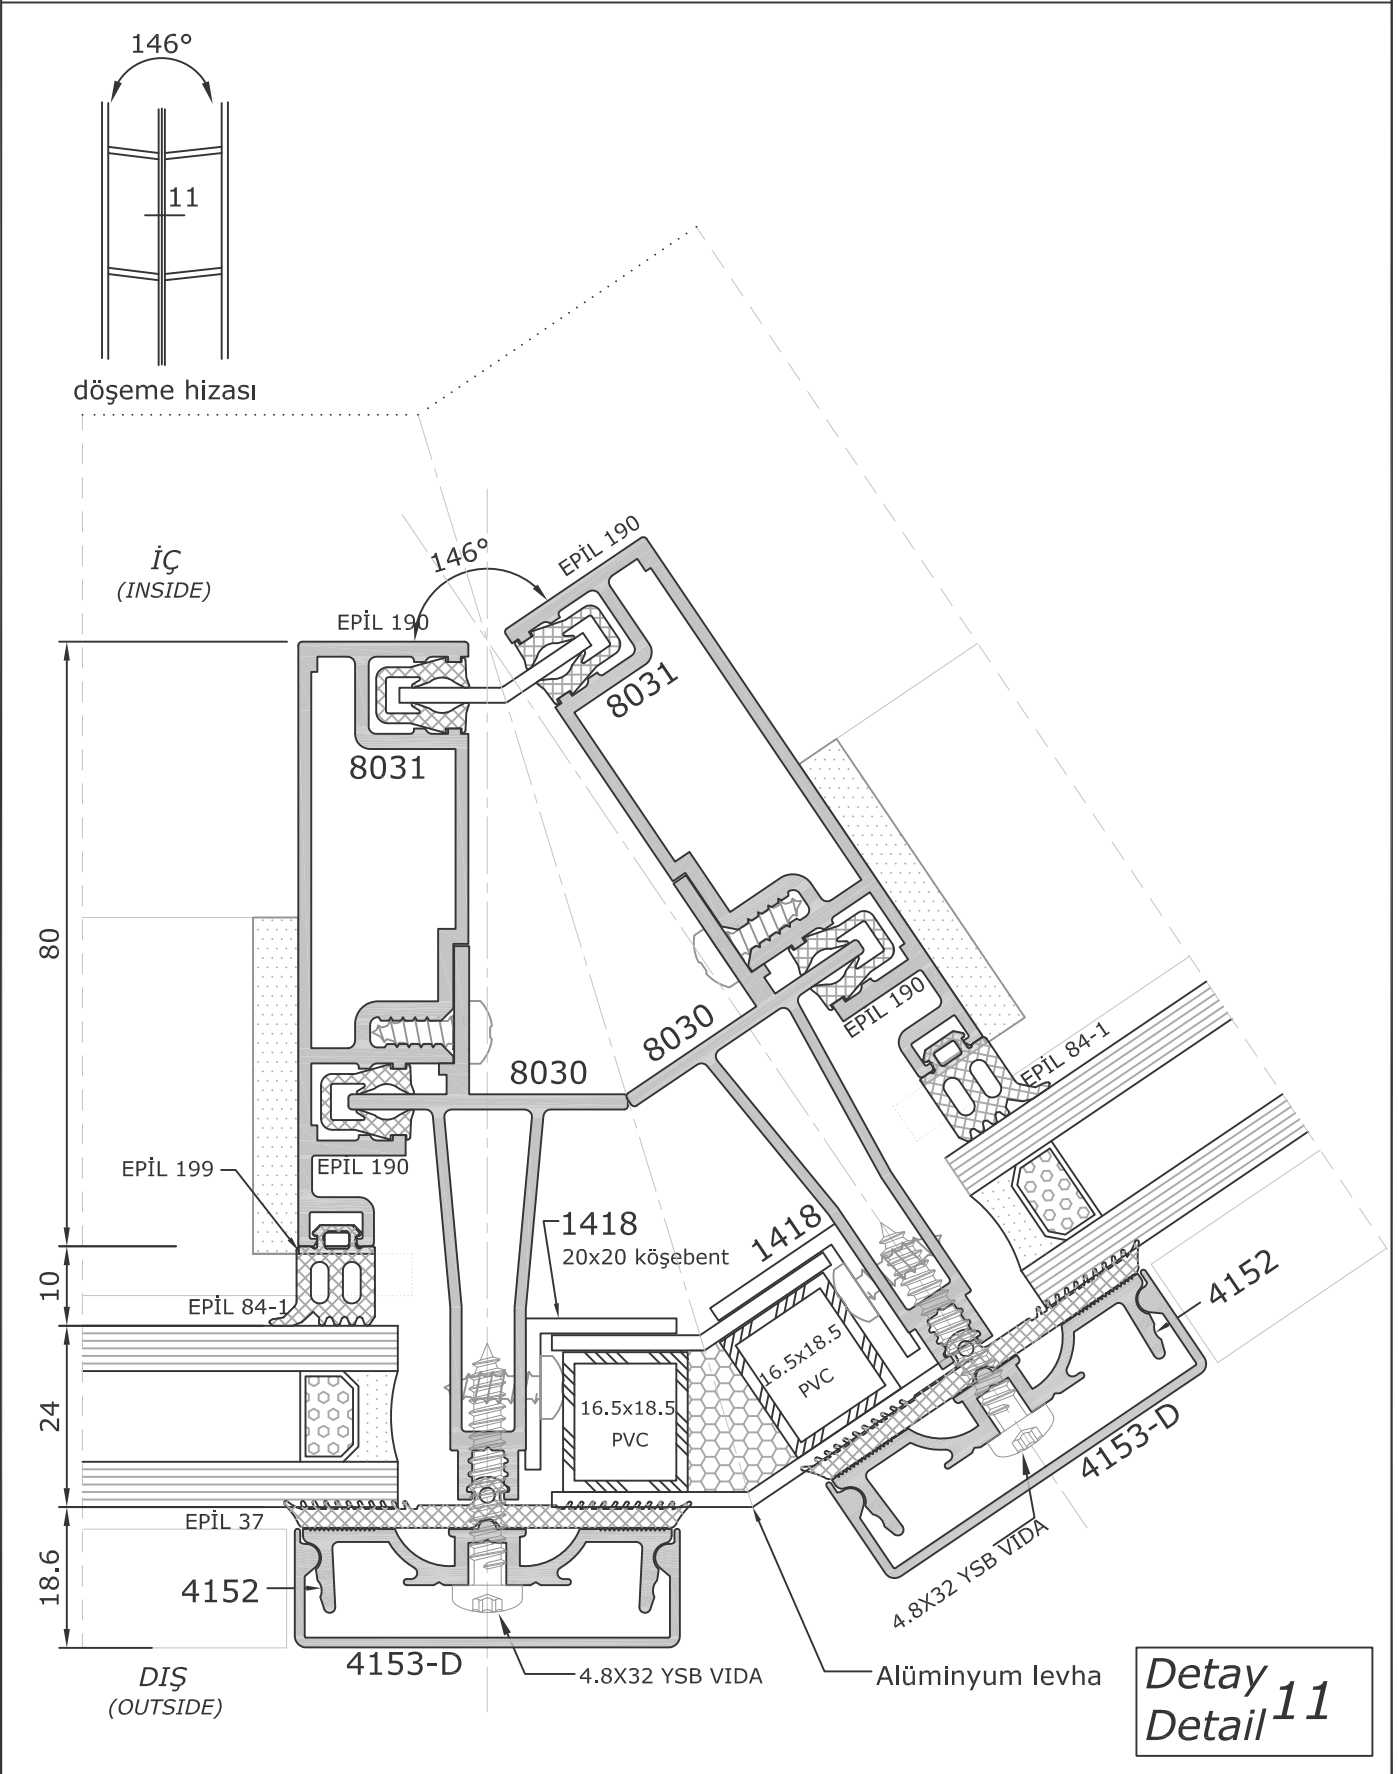 146°
11
döşeme hizası
İÇ
(INSIDE)
146°
EPİL 190
EPİL 190
8031
8031
80
8030
8030
EPİL 190
EPİL 84-1
EPİL 199
EPİL 190
1418
20x20 köşebent
1418
4152
10
EPİL 84-1
16.5x18.5
PVC
16.5x18.5
PVC
24
4153-D
EPİL 37
18.6
4152
4.8X32 YSB VIDA
4153-D
4.8X32 YSB VIDA
Alüminyum levha
DIŞ
(OUTSIDE)
Detay
Detail 11